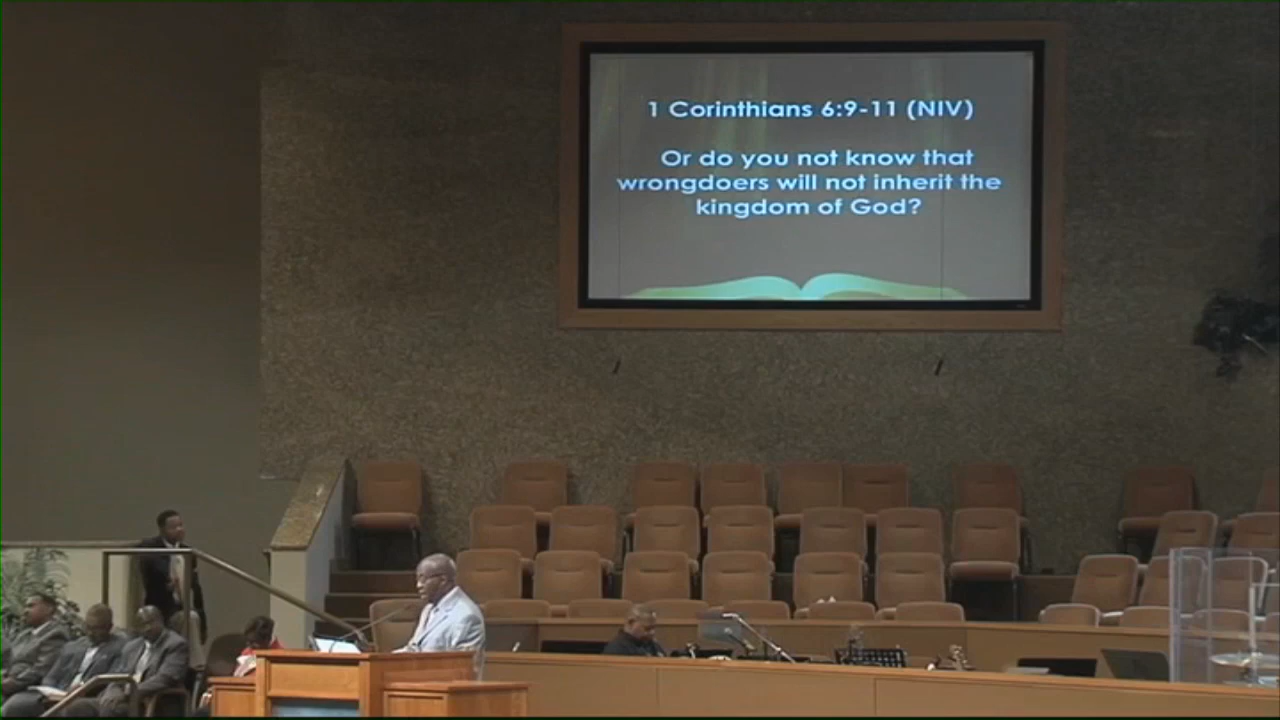 1 Corinthians 6:9-11 (NIV)
Or do you not know that
wrongdoers will not inherit the
kingdom of God?